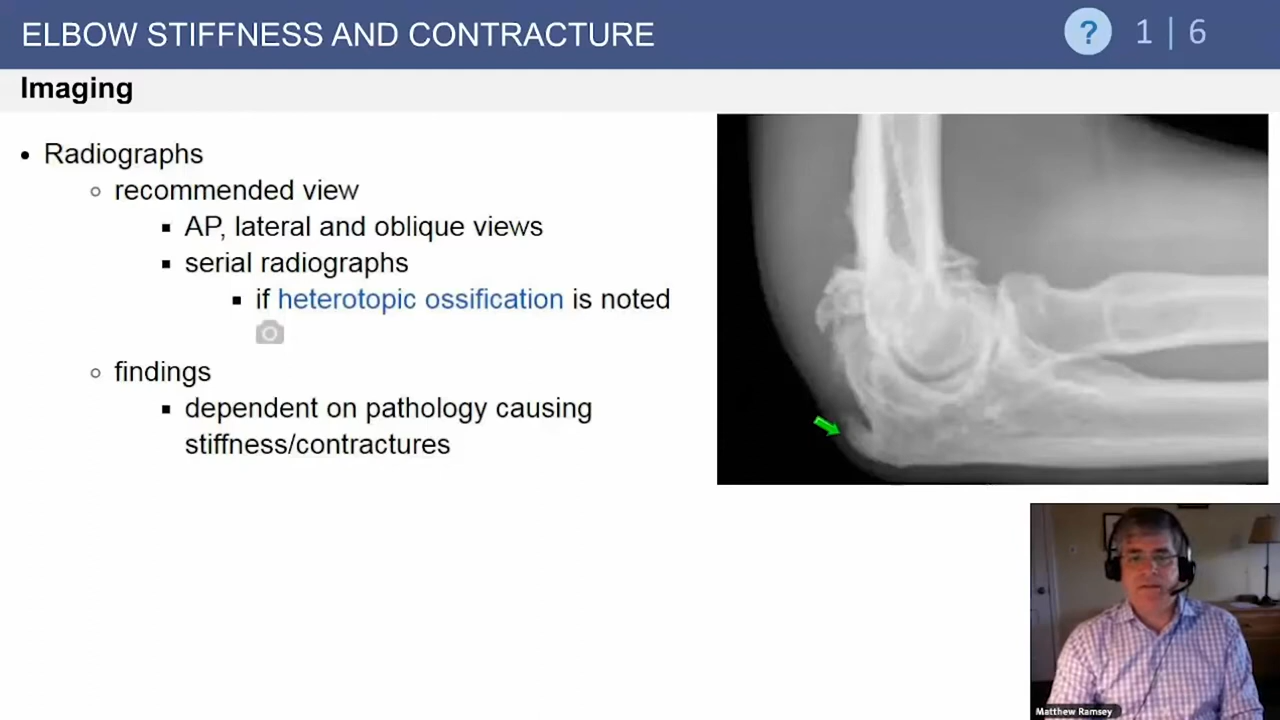 ELBOW STIFFNESS AND CONTRACTURE
? 1 | 6
Imaging
• Radiographs
○ recommended view
▪ AP, lateral and oblique views
▪ serial radiographs
▪ if heterotopic ossification is noted
○ findings
▪ dependent on pathology causing
stiffness/contractures
Matthew Ramsey